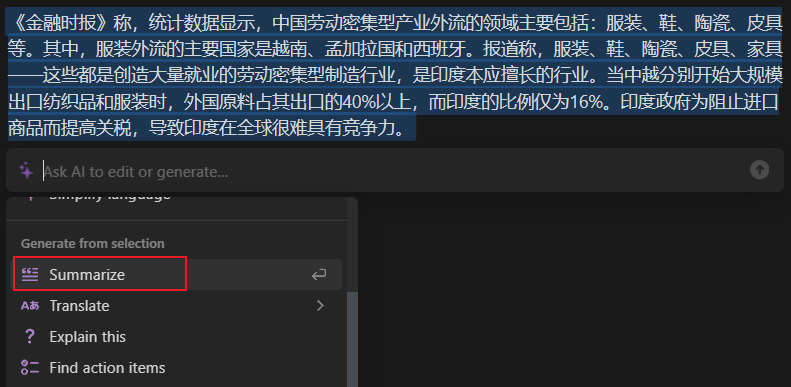 《金融时报》称，统计数据显示，中国劳动密集型产业外流的领域主要包括：服装、鞋、陶瓷、皮具
等。其中，服装外流的主要国家是越南、孟加拉国和西班牙。报道称，服装、鞋、陶瓷、皮具、家具
——这些都是创造大量就业的劳动密集型制造行业，是印度本应擅长的行业。当中越分别开始大规模
出口纺织品和服装时，外国原料占其出口的40%以上，而印度的比例仅为16%。印度政府为阻止进口
商品而提高关税，导致印度在全球很难具有竞争力。
Ask AI to edit or generate...
Simplify language
Generate from selection
Summarize
Translate
Explain this
Find action items